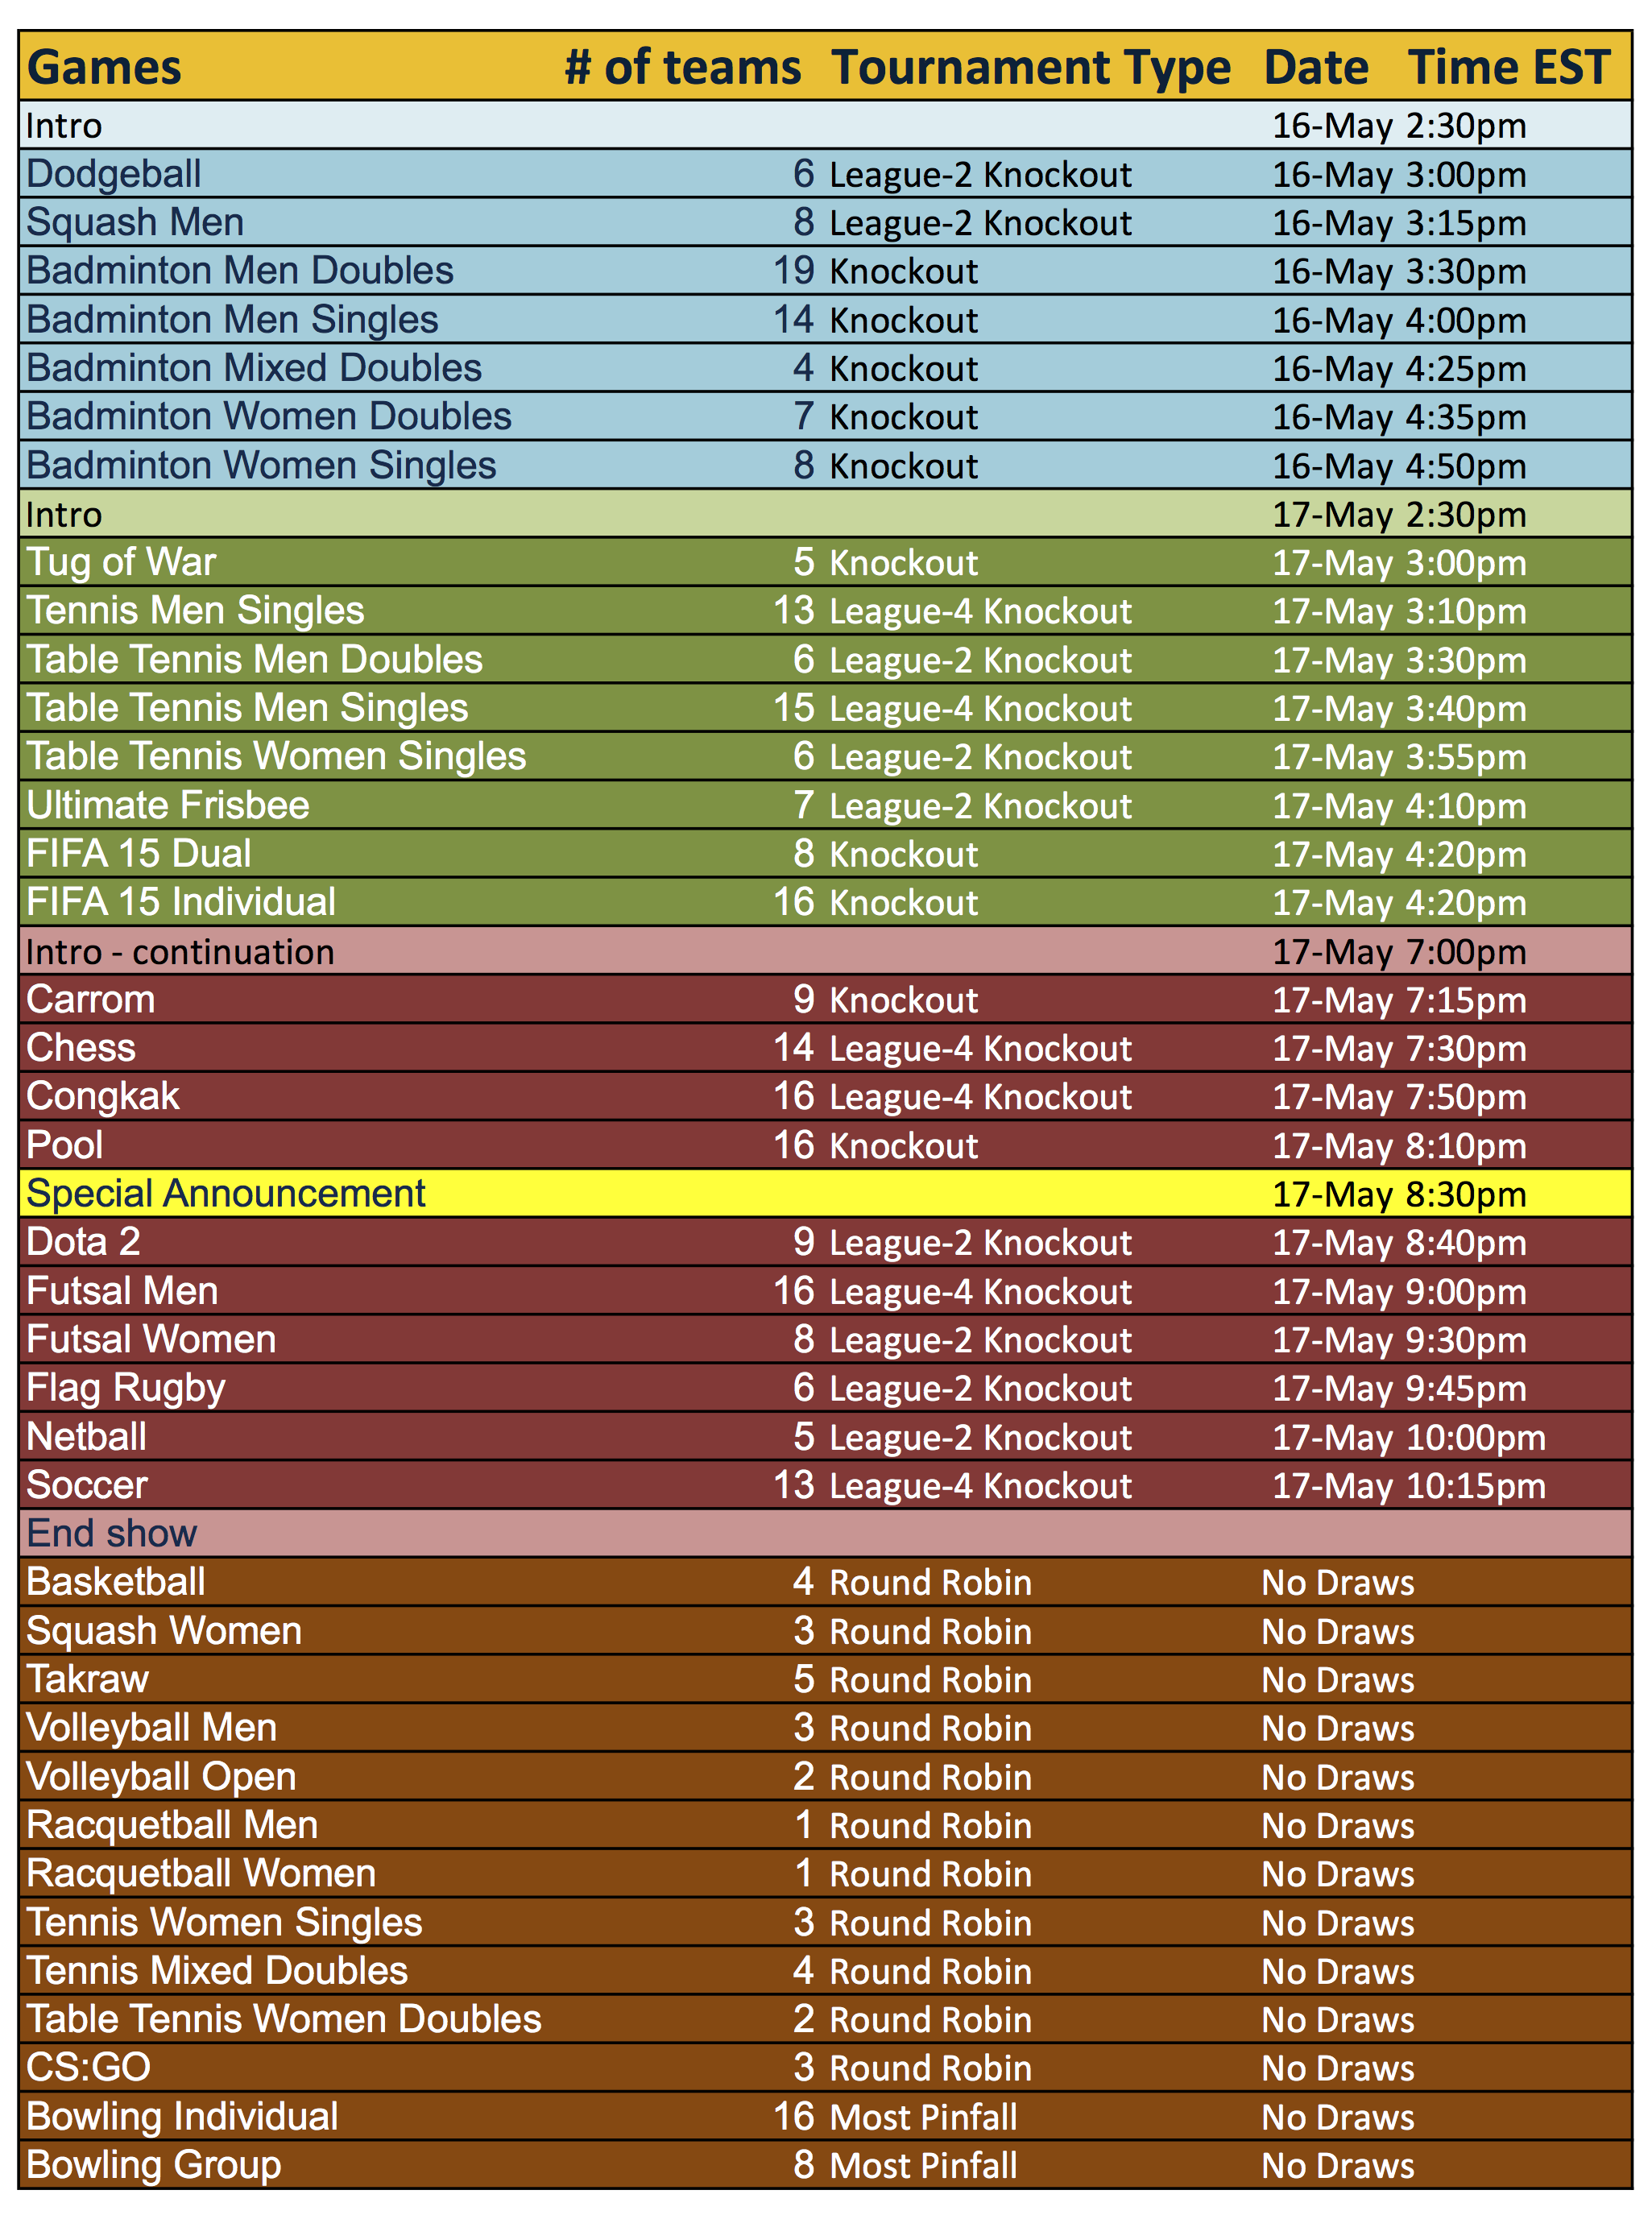 Games # of teams Tournament Type Date Time EST
Intro 16-May 2:30pm
Dodgeball 6 League-2 Knockout 16-May 3:00pm
Squash Men 8 League-2 Knockout 16-May 3:15pm
Badminton Men Doubles 19 Knockout 16-May 3:30pm
Badminton Men Singles 14 Knockout 16-May 4:00pm
Badminton Mixed Doubles 4 Knockout 16-May 4:25pm
Badminton Women Doubles 7 Knockout 16-May 4:35pm
Badminton Women Singles 8 Knockout 16-May 4:50pm
Intro 17-May 2:30pm
Tug of War 5 Knockout 17-May 3:00pm
Tennis Men Singles 13 League-4 Knockout 17-May 3:10pm
Table Tennis Men Doubles 6 League-2 Knockout 17-May 3:30pm
Table Tennis Men Singles 15 League-4 Knockout 17-May 3:40pm
Table Tennis Women Singles 6 League-2 Knockout 17-May 3:55pm
Ultimate Frisbee 7 League-2 Knockout 17-May 4:10pm
FIFA 15 Dual 8 Knockout 17-May 4:20pm
FIFA 15 Individual 16 Knockout 17-May 4:20pm
Intro - continuation 17-May 7:00pm
Carrom 9 Knockout 17-May 7:15pm
Chess 14 League-4 Knockout 17-May 7:30pm
Congkak 16 League-4 Knockout 17-May 7:50pm
Pool 16 Knockout 17-May 8:10pm
Special Announcement 17-May 8:30pm
Dota 2 9 League-2 Knockout 17-May 8:40pm
Futsal Men 16 League-4 Knockout 17-May 9:00pm
Futsal Women 8 League-2 Knockout 17-May 9:30pm
Flag Rugby 6 League-2 Knockout 17-May 9:45pm
Netball 5 League-2 Knockout 17-May 10:00pm
Soccer 13 League-4 Knockout 17-May 10:15pm
End show
Basketball 4 Round Robin No Draws
Squash Women 3 Round Robin No Draws
Takraw 5 Round Robin No Draws
Volleyball Men 3 Round Robin No Draws
Volleyball Open 2 Round Robin No Draws
Racquetball Men 1 Round Robin No Draws
Racquetball Women 1 Round Robin No Draws
Tennis Women Singles 3 Round Robin No Draws
Tennis Mixed Doubles 4 Round Robin No Draws
Table Tennis Women Doubles 2 Round Robin No Draws
CS:GO 3 Round Robin No Draws
Bowling Individual 16 Most Pinfall No Draws
Bowling Group 8 Most Pinfall No Draws